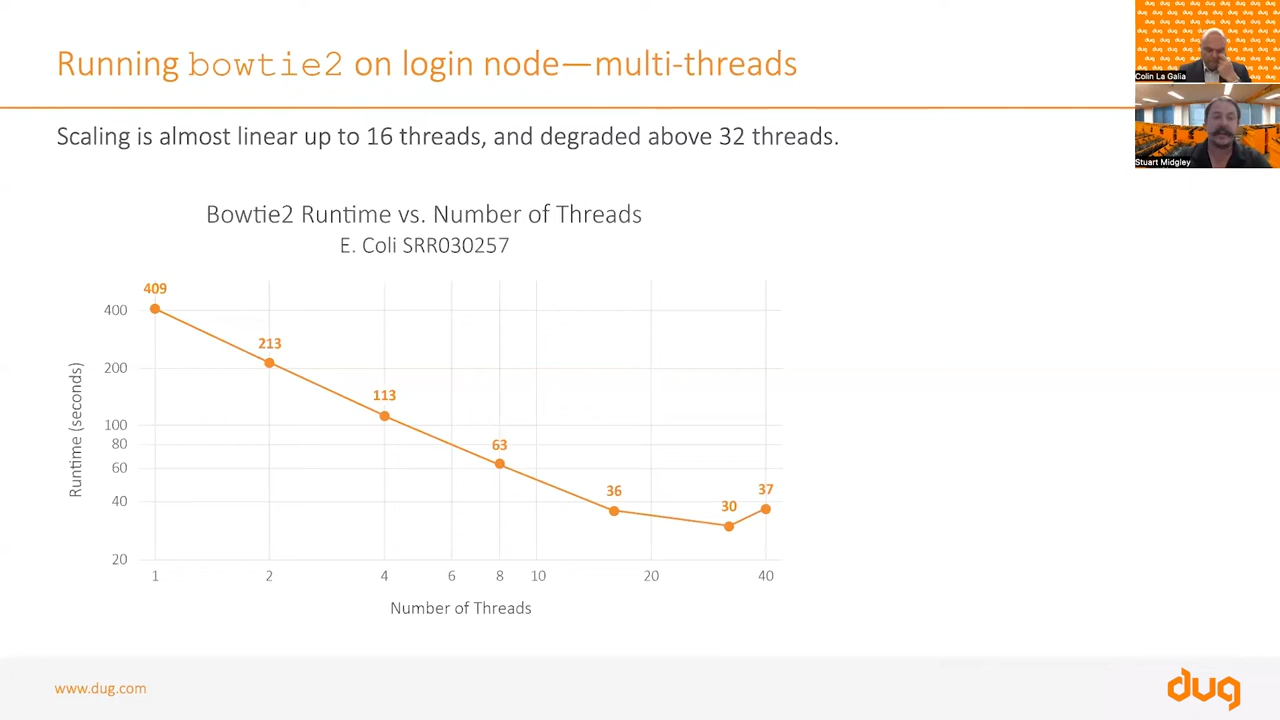 Running bowtie2 on login node—multi-threads
Colin La Galia
Stuart Midgley
Scaling is almost linear up to 16 threads, and degraded above 32 threads.
Bowtie2 Runtime vs. Number of Threads
E. Coli SRR030257
Runtime (seconds)
400
200
100
80
60
40
20
409
213
113
63
36
30
37
1 2 4 6 8 10 20 40
Number of Threads
www.dug.com
dug